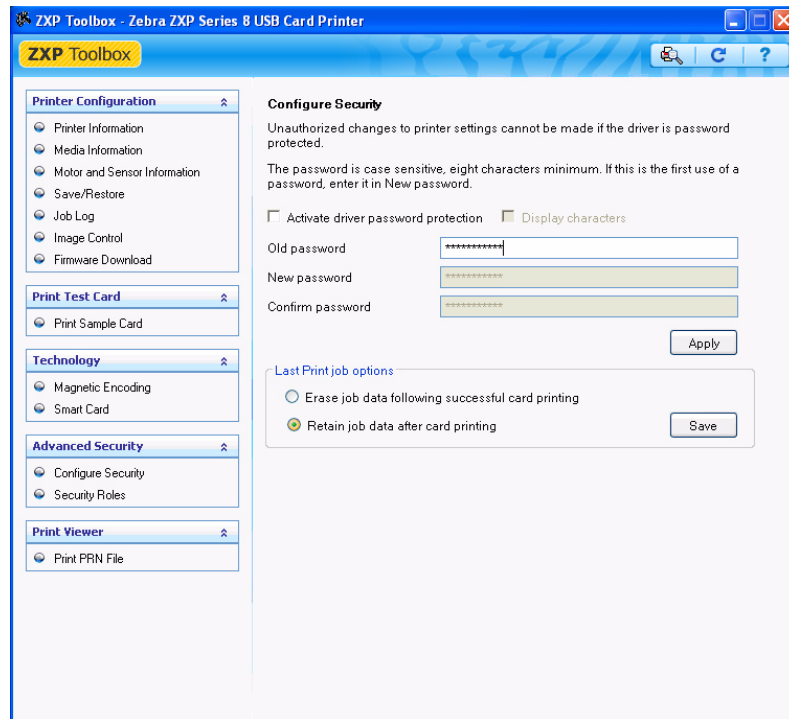 ZXP Toolbox - Zebra ZXP Series 8 USB Card Printer
ZXP Toolbox
?
Printer Configuration
Printer Information
Media Information
Motor and Sensor Information
Save/Restore
Job Log
Image Control
Firmware Download
Print Test Card
Print Sample Card
Technology
Magnetic Encoding
Smart Card
Advanced Security
Configure Security
Security Roles
Print Viewer
Print PRN File
Configure Security
Unauthorized changes to printer settings cannot be made if the driver is password
protected.
The password is case sensitive, eight characters minimum. If this is the first use of a
password, enter it in New password.
Activate driver password protection Display characters
Old password ***********
New password ***********
Confirm password ***********
Apply
Last Print job options
Erase job data following successful card printing
Retain job data after card printing
Save